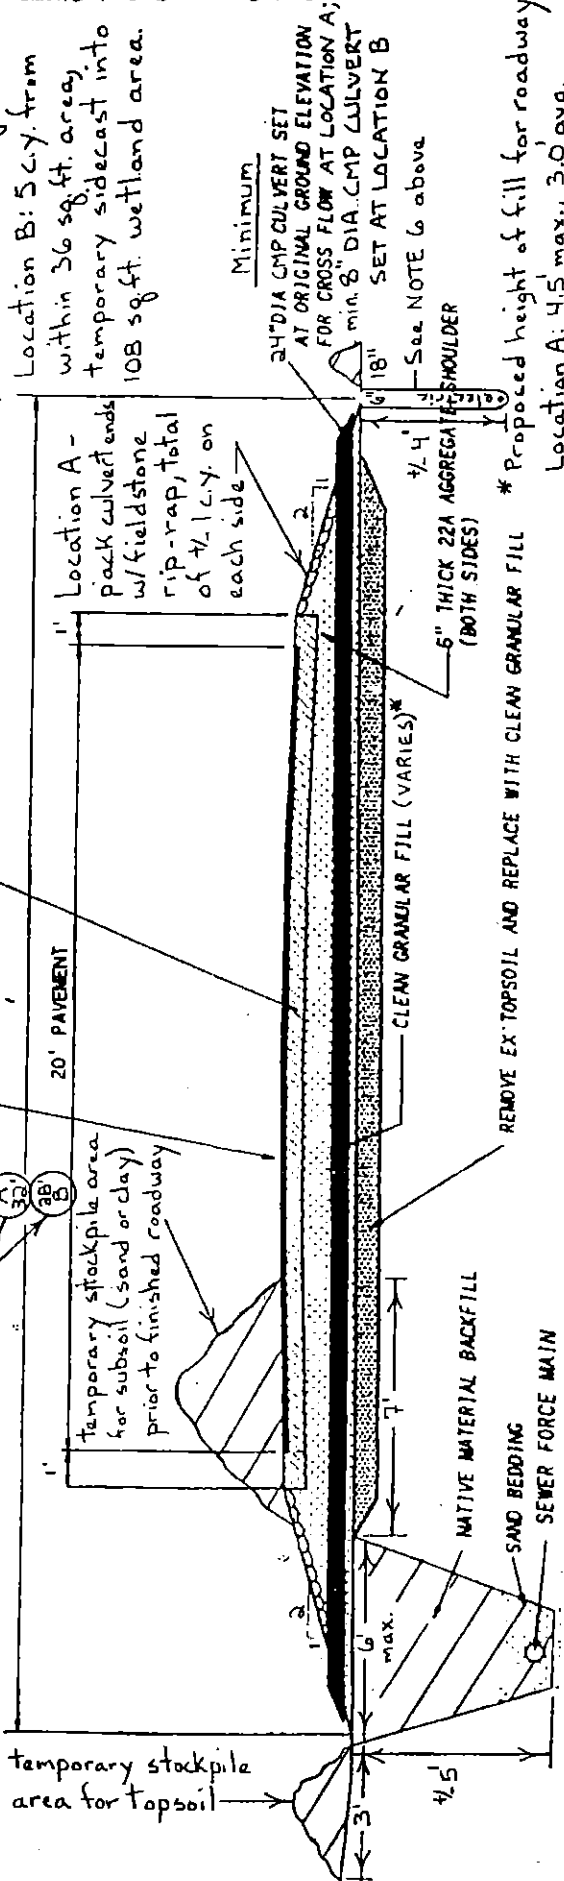 Location B: 5 c.y. from
within 36 sq. ft. area,
temporary sidecast into
108 sq. ft. wetland area.
A
32'
28'
B
20' PAVEMENT
1'
1'
temporary stockpile area
for subsoil (sand or clay)
prior to finished roadway
Location A -
pack culvert ends
w/ fieldstone
rip-rap, total
of +/- 1 c.y. on
each side
Minimum
24" DIA CMP CULVERT SET
AT ORIGINAL GROUND ELEVATION
FOR CROSS FLOW AT LOCATION A;
min. 8" DIA. CMP CULVERT
SET AT LOCATION B
2
1
2
1
temporary stockpile
area for topsoil
3'
6'
max.
7'
+/- 5'
6"
18"
See NOTE 6 above
+/- 4'
electric
6" THICK 22A AGGREGATE SHOULDER
(BOTH SIDES)
CLEAN GRANULAR FILL (VARIES)*
REMOVE EX TOPSOIL AND REPLACE WITH CLEAN GRANULAR FILL
NATIVE MATERIAL BACKFILL
SAND BEDDING
SEWER FORCE MAIN
* Proposed height of fill for roadway
Location A: 4.5' max., 3.0' ave.